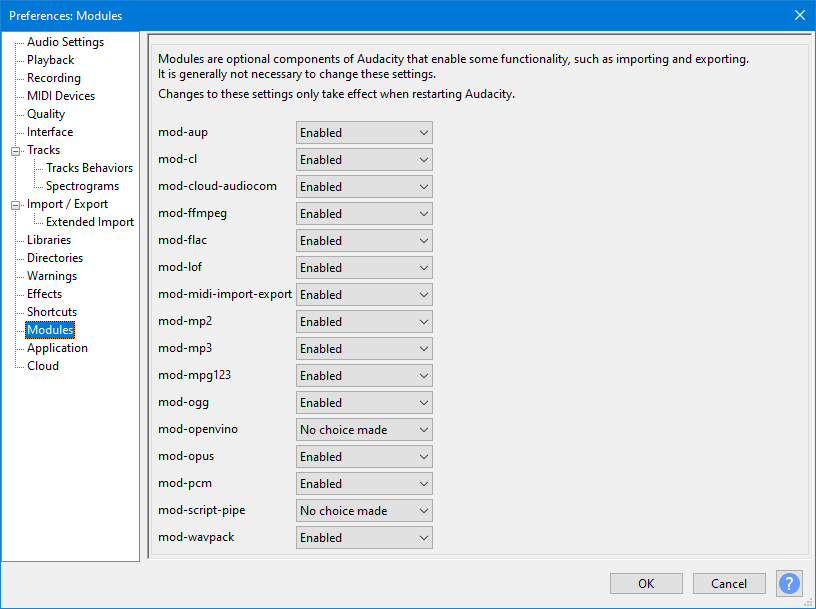 Preferences: Modules
Audio Settings
Playback
Recording
MIDI Devices
Quality
Interface
Tracks
Tracks Behaviors
Spectrograms
Import / Export
Extended Import
Libraries
Directories
Warnings
Effects
Shortcuts
Modules
Application
Cloud
Modules are optional components of Audacity that enable some functionality, such as importing and exporting.
It is generally not necessary to change these settings.
Changes to these settings only take effect when restarting Audacity.
mod-aup Enabled
mod-cl Enabled
mod-cloud-audiocom Enabled
mod-ffmpeg Enabled
mod-flac Enabled
mod-lof Enabled
mod-midi-import-export Enabled
mod-mp2 Enabled
mod-mp3 Enabled
mod-mpg123 Enabled
mod-ogg Enabled
mod-openvino No choice made
mod-opus Enabled
mod-pcm Enabled
mod-script-pipe No choice made
mod-wavpack Enabled
OK Cancel ?